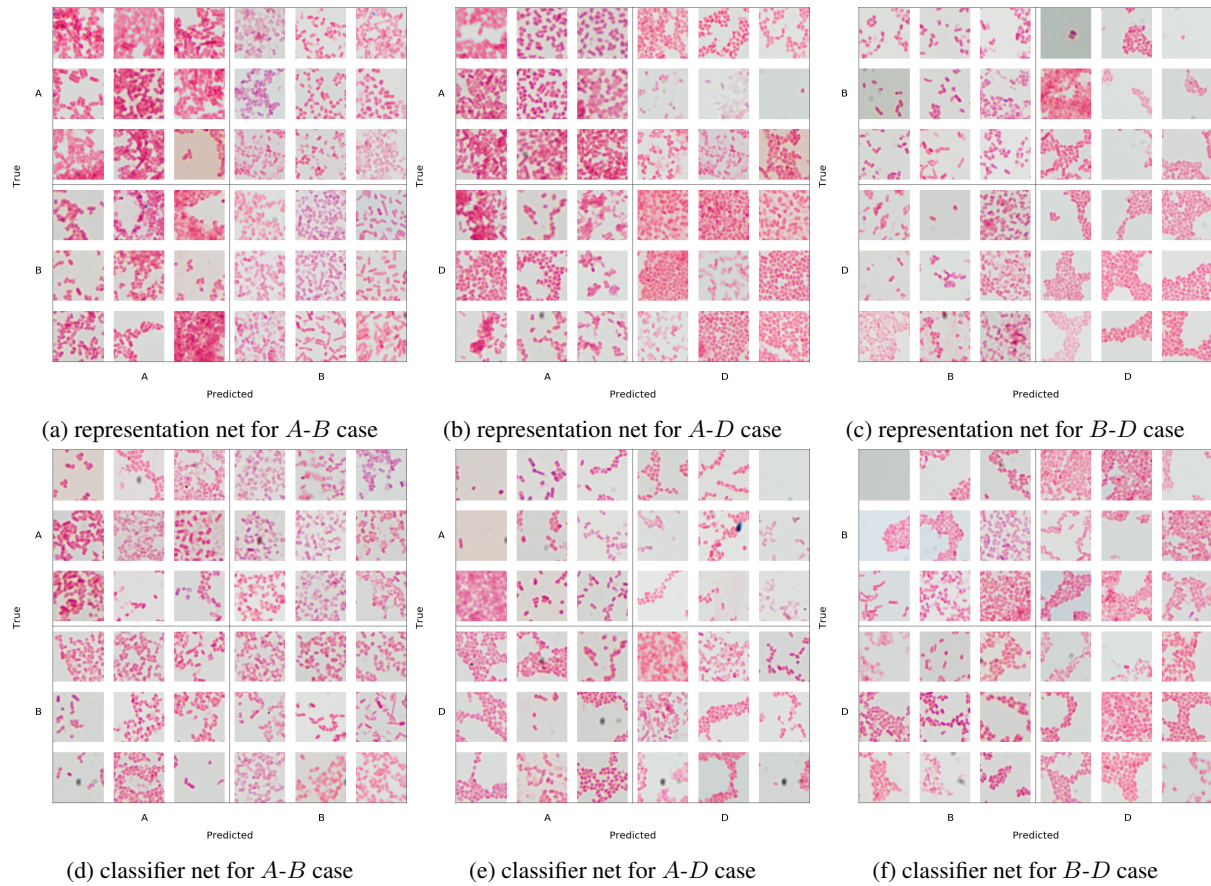 A
B
True
A
B
Predicted
(a) representation net for A-B case
A
D
True
A
D
Predicted
(b) representation net for A-D case
B
D
True
B
D
Predicted
(c) representation net for B-D case
A
B
True
A
B
Predicted
(d) classifier net for A-B case
A
D
True
A
D
Predicted
(e) classifier net for A-D case
B
D
True
B
D
Predicted
(f) classifier net for B-D case